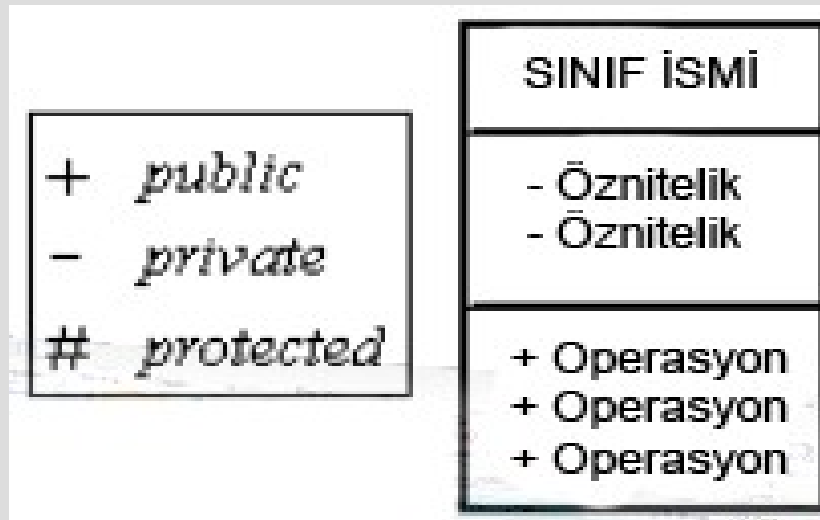 + public
- private
# protected
SINIF İSMİ
- Öznitelik
- Öznitelik
+ Operasyon
+ Operasyon
+ Operasyon